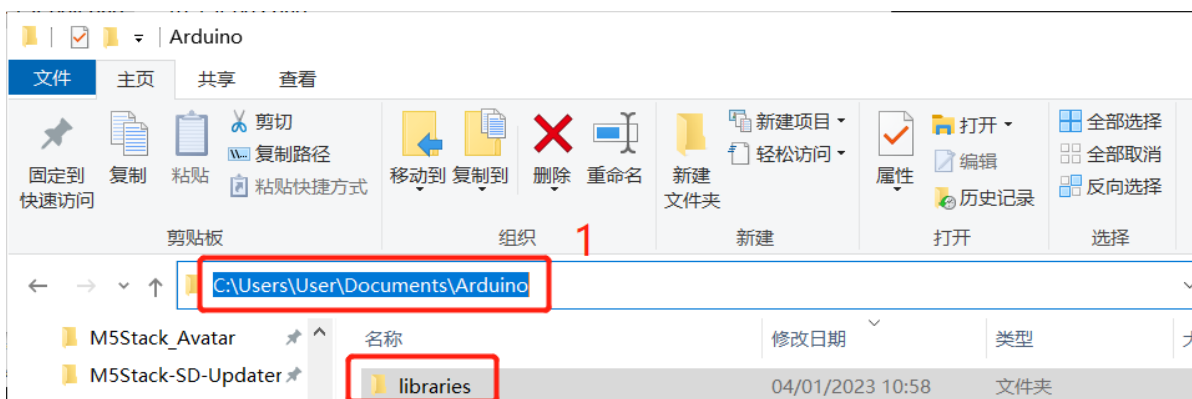 Arduino
文件 主页 共享 查看
固定到
快速访问
复制
粘贴
剪切
复制路径
粘贴快捷方式
移动到 复制到
删除 重命名
新建
文件夹
新建项目
轻松访问
属性
打开
编辑
历史记录
全部选择
全部取消
反向选择
剪贴板 组织 新建 打开 选择
1
C:\Users\User\Documents\Arduino
M5Stack_Avatar
M5Stack-SD-Updater
名称 修改日期 类型
libraries 04/01/2023 10:58 文件夹